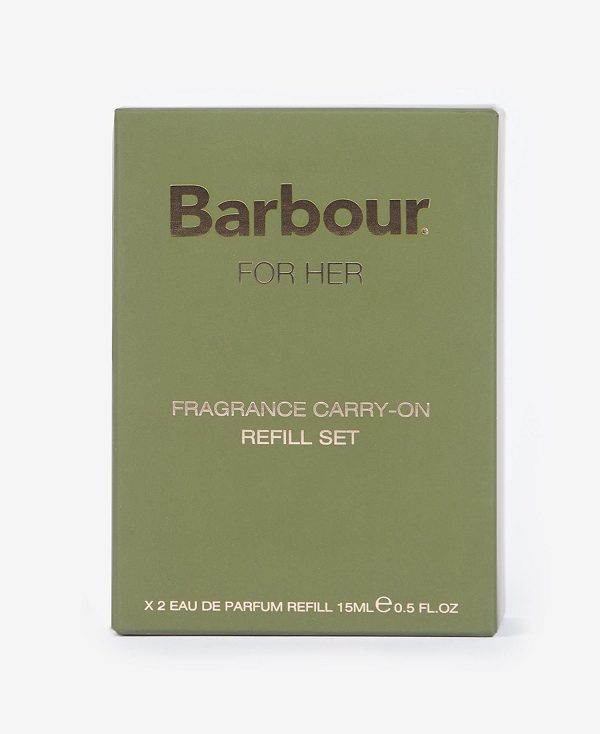 Barbour®
FOR HER
FRAGRANCE CARRY-ON
REFILL SET
X 2 EAU DE PARFUM REFILL 15ML℮0.5 FL.OZ